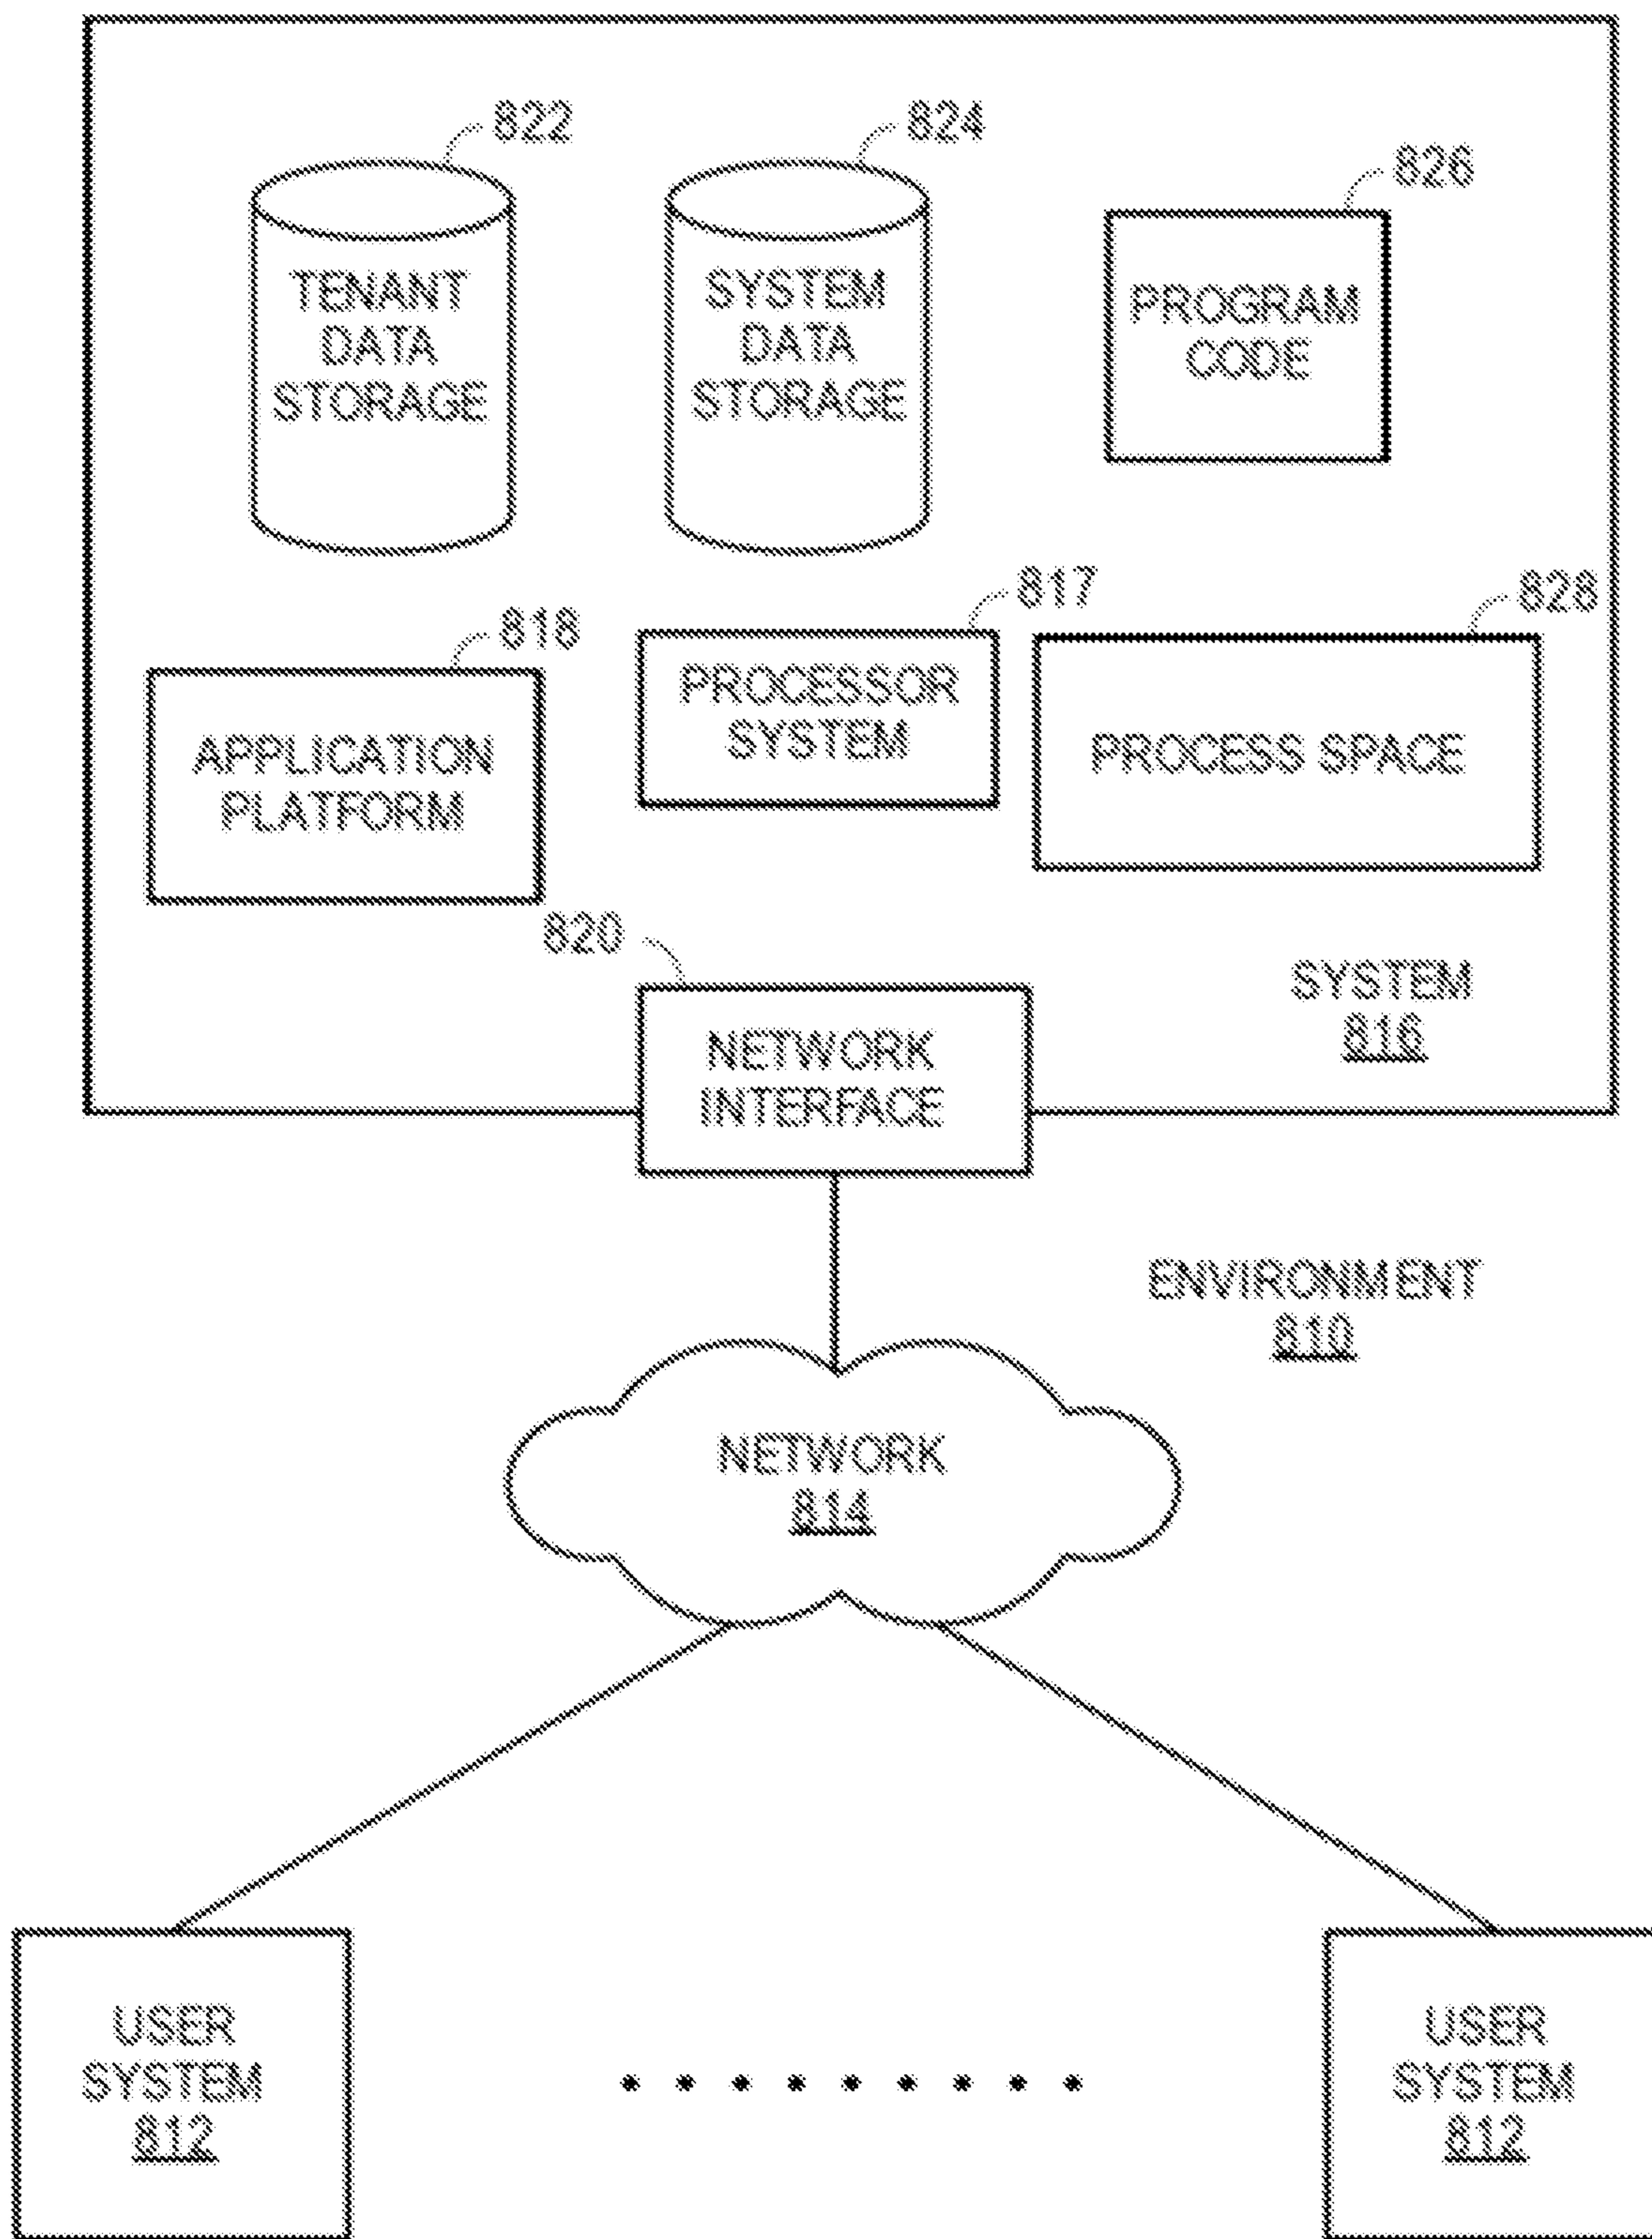 822
824
826
TENANT
DATA
STORAGE
SYSTEM
DATA
STORAGE
PROGRAM
CODE
818
817
828
APPLICATION
PLATFORM
PROCESSOR
SYSTEM
PROCESS SPACE
820
NETWORK
INTERFACE
SYSTEM
816
ENVIRONMENT
810
NETWORK
814
USER
SYSTEM
812
USER
SYSTEM
812